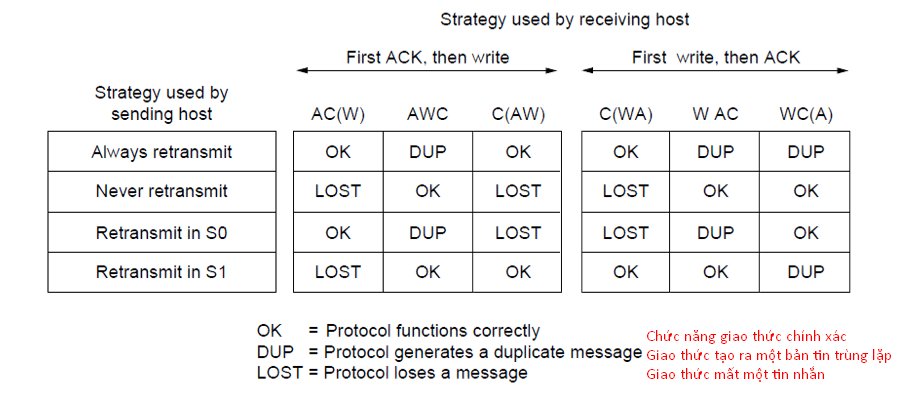 Strategy used by receiving host
First ACK, then write First write, then ACK
Strategy used by
sending host
AC(W) AWC C(AW) C(WA) W AC WC(A)
Always retransmit OK DUP OK OK DUP DUP
Never retransmit LOST OK LOST LOST OK OK
Retransmit in S0 OK DUP LOST LOST DUP OK
Retransmit in S1 LOST OK OK OK OK DUP
OK = Protocol functions correctly Chức năng giao thức chính xác
DUP = Protocol generates a duplicate message Giao thức tạo ra một bản tin trùng lặp
LOST = Protocol loses a message Giao thức mất một tin nhắn